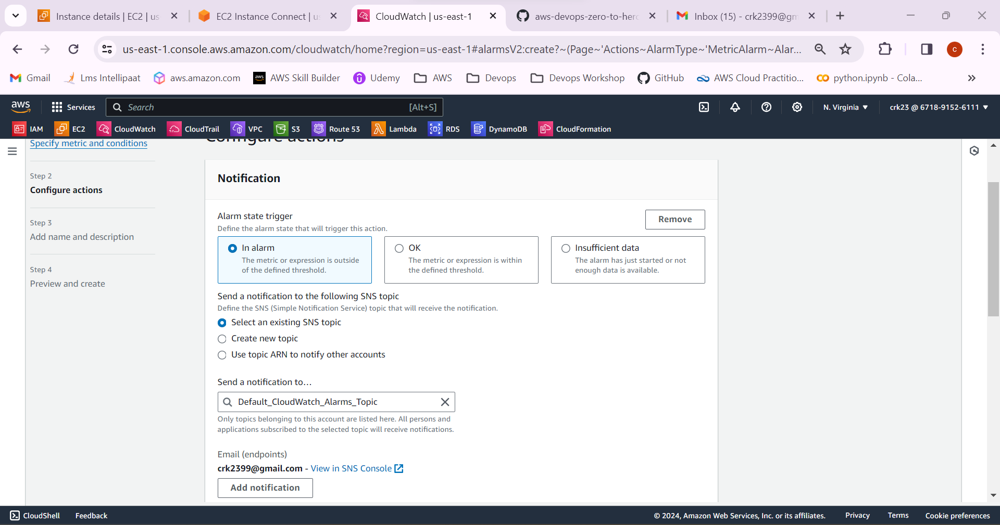 Instance details | EC2 | us
EC2 Instance Connect | us
CloudWatch | us-east-1
aws-devops-zero-to-hero
Inbox (15) - crk2399@gm
us-east-1.console.aws.amazon.com/cloudwatch/home?region=us-east-1#alarmsV2:create?~(Page~'Actions~AlarmType~'MetricAlarm~Alar...
C
Gmail
Lms Intellipaat
aws.amazon.com
aws
AWS Skill Builder
Udemy
AWS
Devops
Devops Workshop
GitHub
AWS Cloud Practitio...
python.ipynb - Cola...
aws
Services
Search
[Alt+S]
N. Virginia
crk23 @ 6718-9152-6111
IAM
EC2
CloudWatch
CloudTrail
VPC
S3
Route 53
Lambda
RDS
DynamoDB
CloudFormation
Specify metric and conditions
Step 2
Configure actions
Step 3
Add name and description
Step 4
Preview and create
Configure actions
Notification
Alarm state trigger
Define the alarm state that will trigger this action.
Remove
In alarm
The metric or expression is outside
of the defined threshold.
OK
The metric or expression is within
the defined threshold.
Insufficient data
The alarm has just started or not
enough data is available.
Send a notification to the following SNS topic
Define the SNS (Simple Notification Service) topic that will receive the notification.
Select an existing SNS topic
Create new topic
Use topic ARN to notify other accounts
Send a notification to…
Default_CloudWatch_Alarms_Topic
Only topics belonging to this account are listed here. All persons and
applications subscribed to the selected topic will receive notifications.
Email (endpoints)
crk2399@gmail.com - View in SNS Console
Add notification
CloudShell
Feedback
© 2024, Amazon Web Services, Inc. or its affiliates.
Privacy
Terms
Cookie preferences